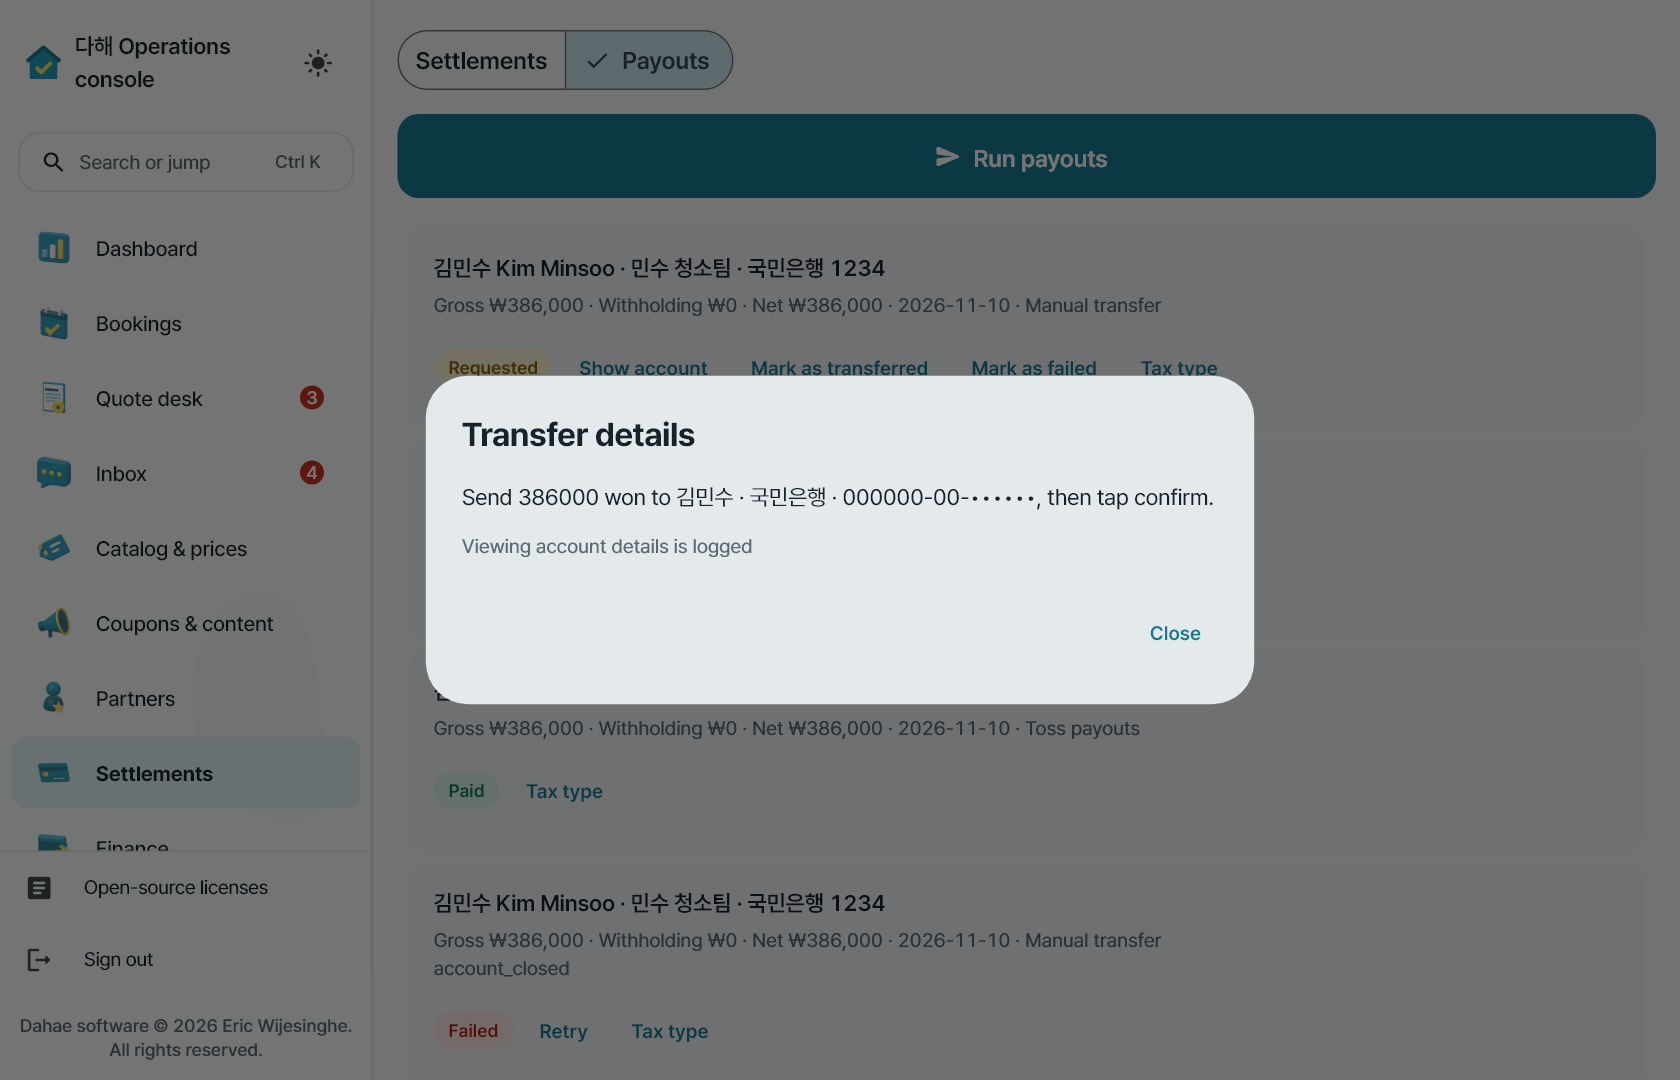 다해 Operations
console
Search or jump Ctrl K
Dashboard
Bookings
Quote desk 3
Inbox 4
Catalog & prices
Coupons & content
Partners
Settlements
Finance
Open-source licenses
Sign out
Dahae software © 2026 Eric Wijesinghe.
All rights reserved.
Settlements Payouts
Run payouts
김민수 Kim Minsoo · 민수 청소팀 · 국민은행 1234
Gross ₩386,000 · Withholding ₩0 · Net ₩386,000 · 2026-11-10 · Manual transfer
Requested Show account Mark as transferred Mark as failed Tax type
Transfer details
Send 386000 won to 김민수 · 국민은행 · 000000-00-••••••, then tap confirm.
Viewing account details is logged
Close
Gross ₩386,000 · Withholding ₩0 · Net ₩386,000 · 2026-11-10 · Toss payouts
Paid Tax type
김민수 Kim Minsoo · 민수 청소팀 · 국민은행 1234
Gross ₩386,000 · Withholding ₩0 · Net ₩386,000 · 2026-11-10 · Manual transfer
account_closed
Failed Retry Tax type